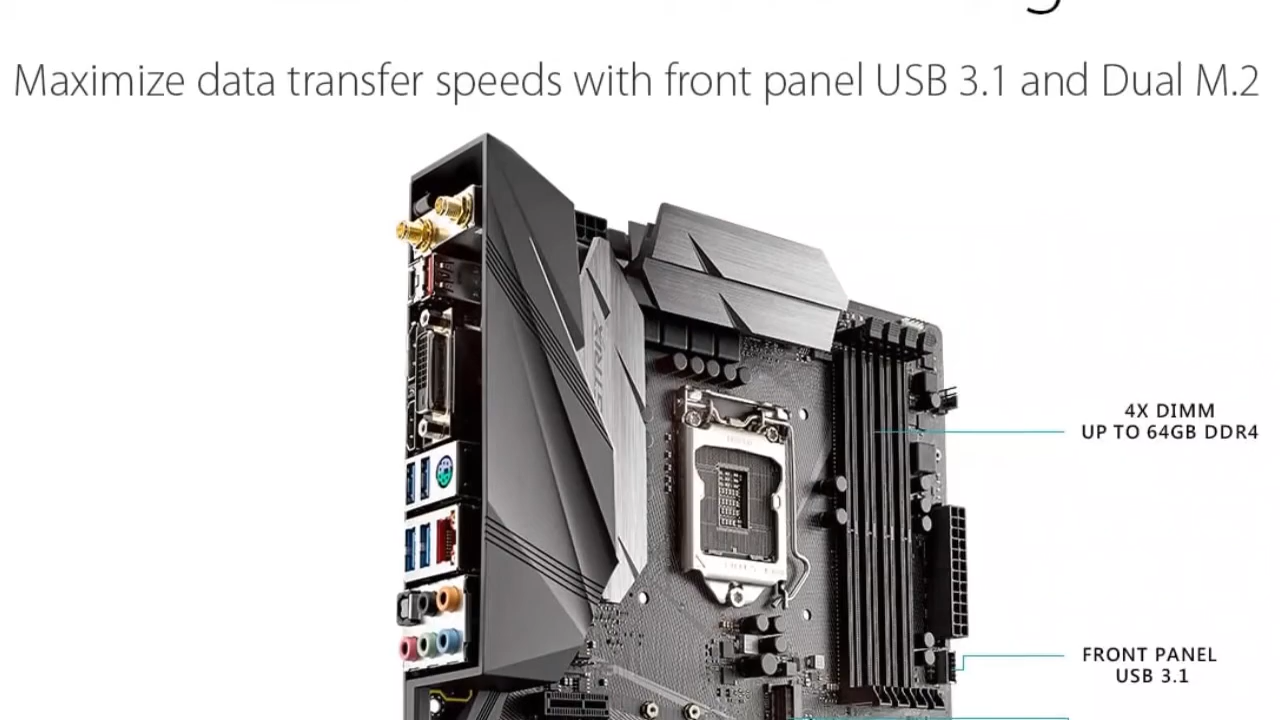 Maximize data transfer speeds with front panel USB 3.1 and Dual M.2
STRIX
4X DIMM
UP TO 64GB DDR4
FRONT PANEL
USB 3.1